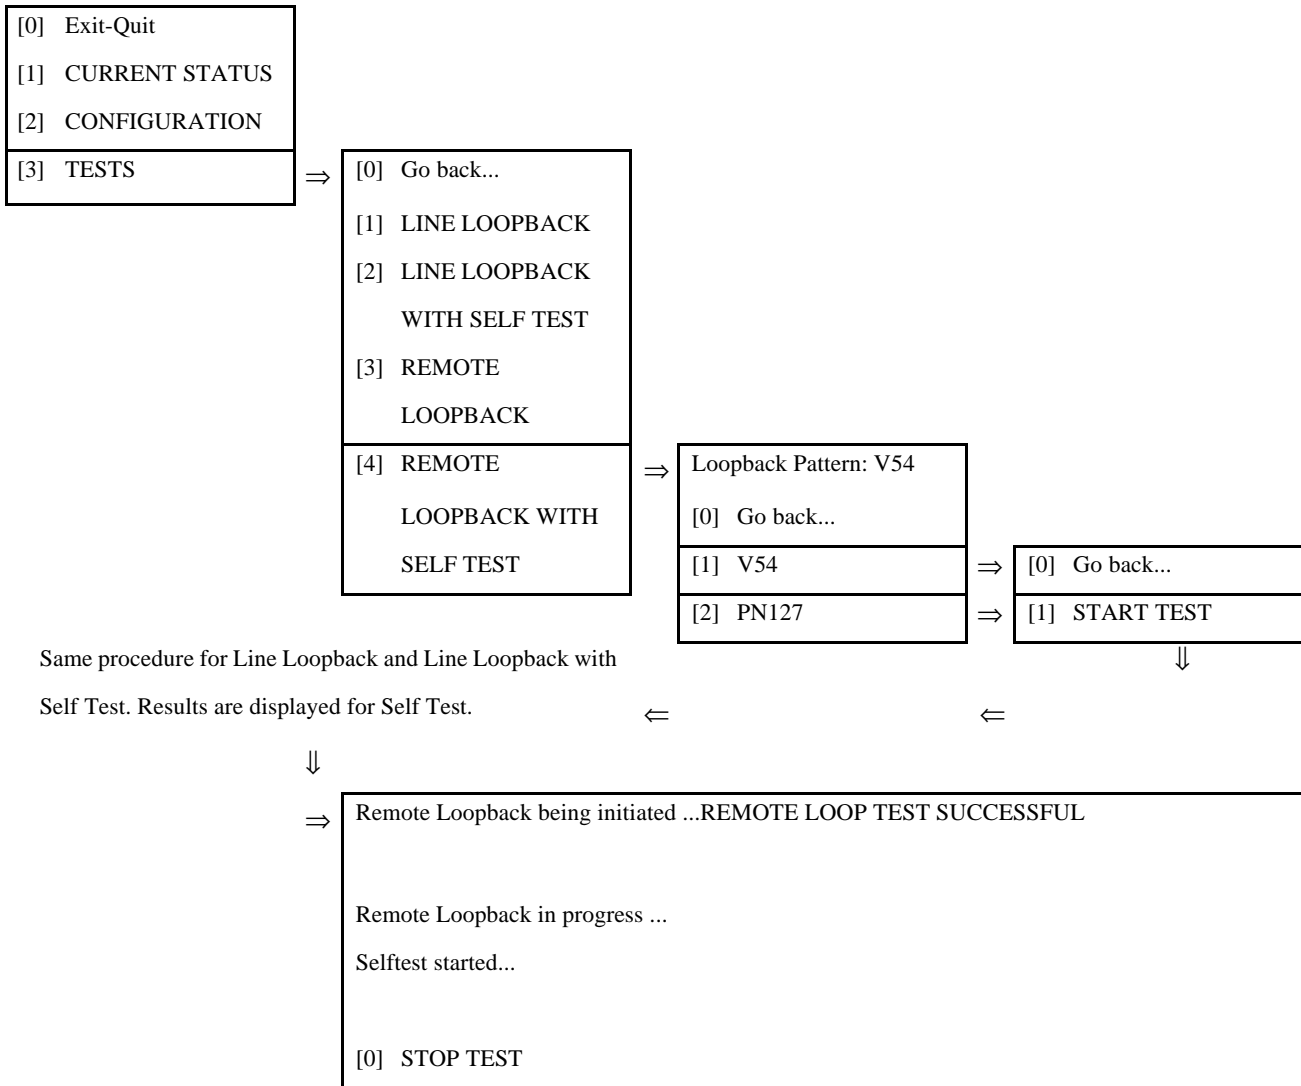 [0] Exit-Quit
[1] CURRENT STATUS
[2] CONFIGURATION
[3] TESTS
⇒
[0] Go back...
[1] LINE LOOPBACK
[2] LINE LOOPBACK
WITH SELF TEST
[3] REMOTE
LOOPBACK
[4] REMOTE
LOOPBACK WITH
SELF TEST
⇒
Loopback Pattern: V54
[0] Go back...
[1] V54
[2] PN127
⇒
⇒
[0] Go back...
[1] START TEST
⇓
Same procedure for Line Loopback and Line Loopback with
Self Test. Results are displayed for Self Test.
⇐
⇐
⇓
⇒
Remote Loopback being initiated ...REMOTE LOOP TEST SUCCESSFUL
Remote Loopback in progress ...
Selftest started...
[0] STOP TEST